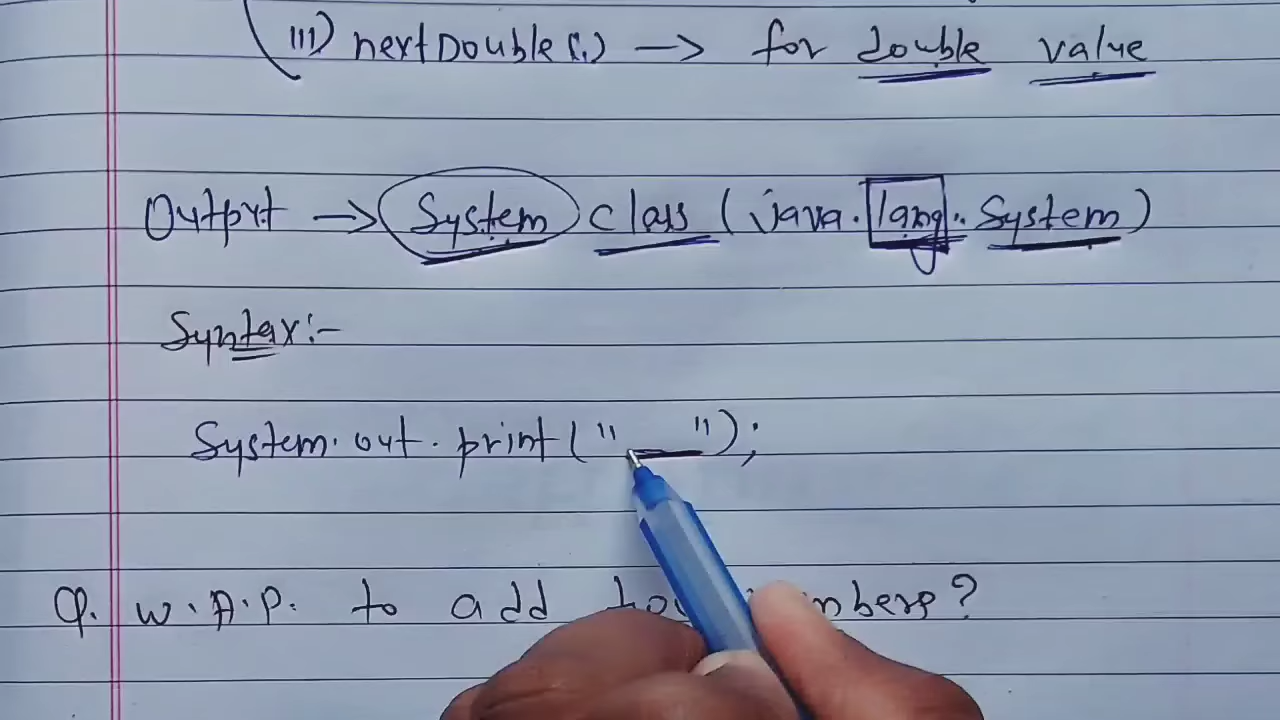 III) nextDouble(.) → for double value
Output → System class (java.lang.. System)
Syntax:-
System.out.print("___");
Q. W.A.P. to add